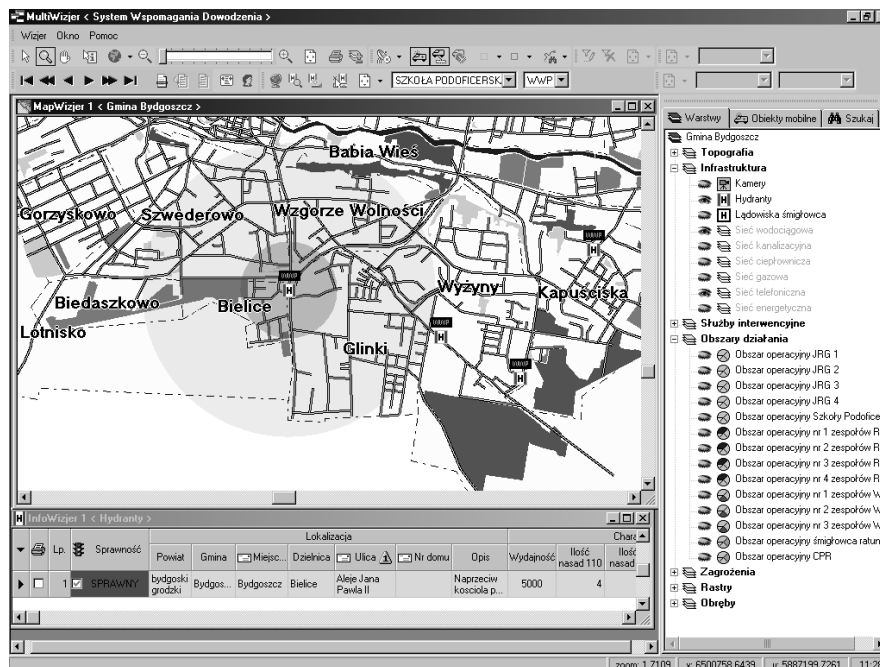 MultiWizjer < System Wspomagania Dowodzenia >
Wizjer Okno Pomoc
SZKOŁA PODOFICERSK. WWP
MapWizjer 1 < Gmina Bydgoszcz >
Babia Wieś
Gorzyskowo Szwederowo Wzgorze Wolności
WWP
H
WWP
H
Biedaszkowo Bielice Wyżyny Kapuściska
Lotnisko
WWP
H
Glinki
WWP
H
Warstwy Obiekty mobilne Szukaj
Gmina Bydgoszcz
Topografia
Infrastruktura
Kamery
H Hydranty
H Lądowiska śmigłowca
Sieć wodociągowa
Sieć kanalizacyjna
Sieć ciepłownicza
Sieć gazowa
Sieć telefoniczna
Sieć energetyczna
Służby interwencyjne
Obszary działania
Obszar operacyjny JRG 1
Obszar operacyjny JRG 2
Obszar operacyjny JRG 3
Obszar operacyjny JRG 4
Obszar operacyjny Szkoły Podofice
Obszar operacyjny nr 1 zespołów R
Obszar operacyjny nr 2 zespołów R
Obszar operacyjny nr 3 zespołów R
Obszar operacyjny nr 4 zespołów R
Obszar operacyjny nr 1 zespołów W
Obszar operacyjny nr 2 zespołów W
Obszar operacyjny nr 3 zespołów W
Obszar operacyjny śmigłowca ratun
Obszar operacyjny CPR
Zagrożenia
Rastry
Obręby
H InfoWizjer 1 < Hydranty >
Lokalizacja Chara
Lp. Sprawność Powiat Gmina Miejsc... Dzielnica Ulica Nr domu Opis Wydajność Ilość nasad 110 Ilość nasad
1 SPRAWNY bydgoski grodzki Bydgos... Bydgoszcz Bielice Aleje Jana Pawla II Naprzeciw kosciola p... 5000 4
zoom: 1.7109 x: 6500758.6439 y: 5887199.7261